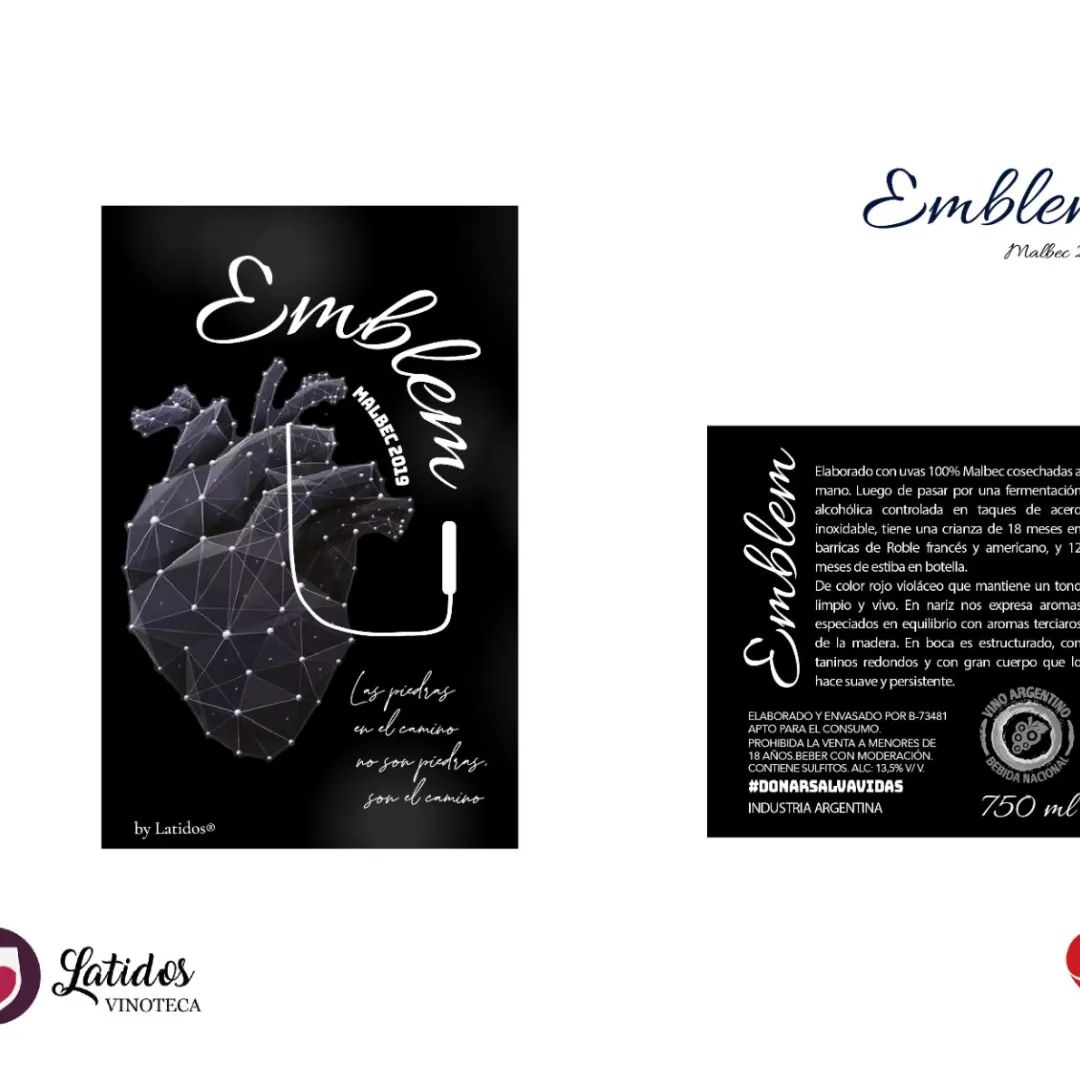 Emblem
MALBEC 2019
Las piedras
en el camino
no son piedras,
son el camino
by Latidos®
Latidos
VINOTECA
Emblem
Malbec 2
Emblem
Elaborado con uvas 100% Malbec cosechadas a
mano. Luego de pasar por una fermentación
alcohólica controlada en taques de acero
inoxidable, tiene una crianza de 18 meses en
barricas de Roble francés y americano, y 12
meses de estiba en botella.
De color rojo violáceo que mantiene un tono
limpio y vivo. En nariz nos expresa aromas
especiados en equilibrio con aromas terciaros
de la madera. En boca es estructurado, con
taninos redondos y con gran cuerpo que lo
hace suave y persistente.
ELABORADO Y ENVASADO POR B-73481
APTO PARA EL CONSUMO.
PROHIBIDA LA VENTA A MENORES DE
18 AÑOS.BEBER CON MODERACIÓN.
CONTIENE SULFITOS. ALC: 13,5% V/ V.
#DONARSALVAVIDAS
INDUSTRIA ARGENTINA
VINO ARGENTINO
BEBIDA NACIONAL
750 ml